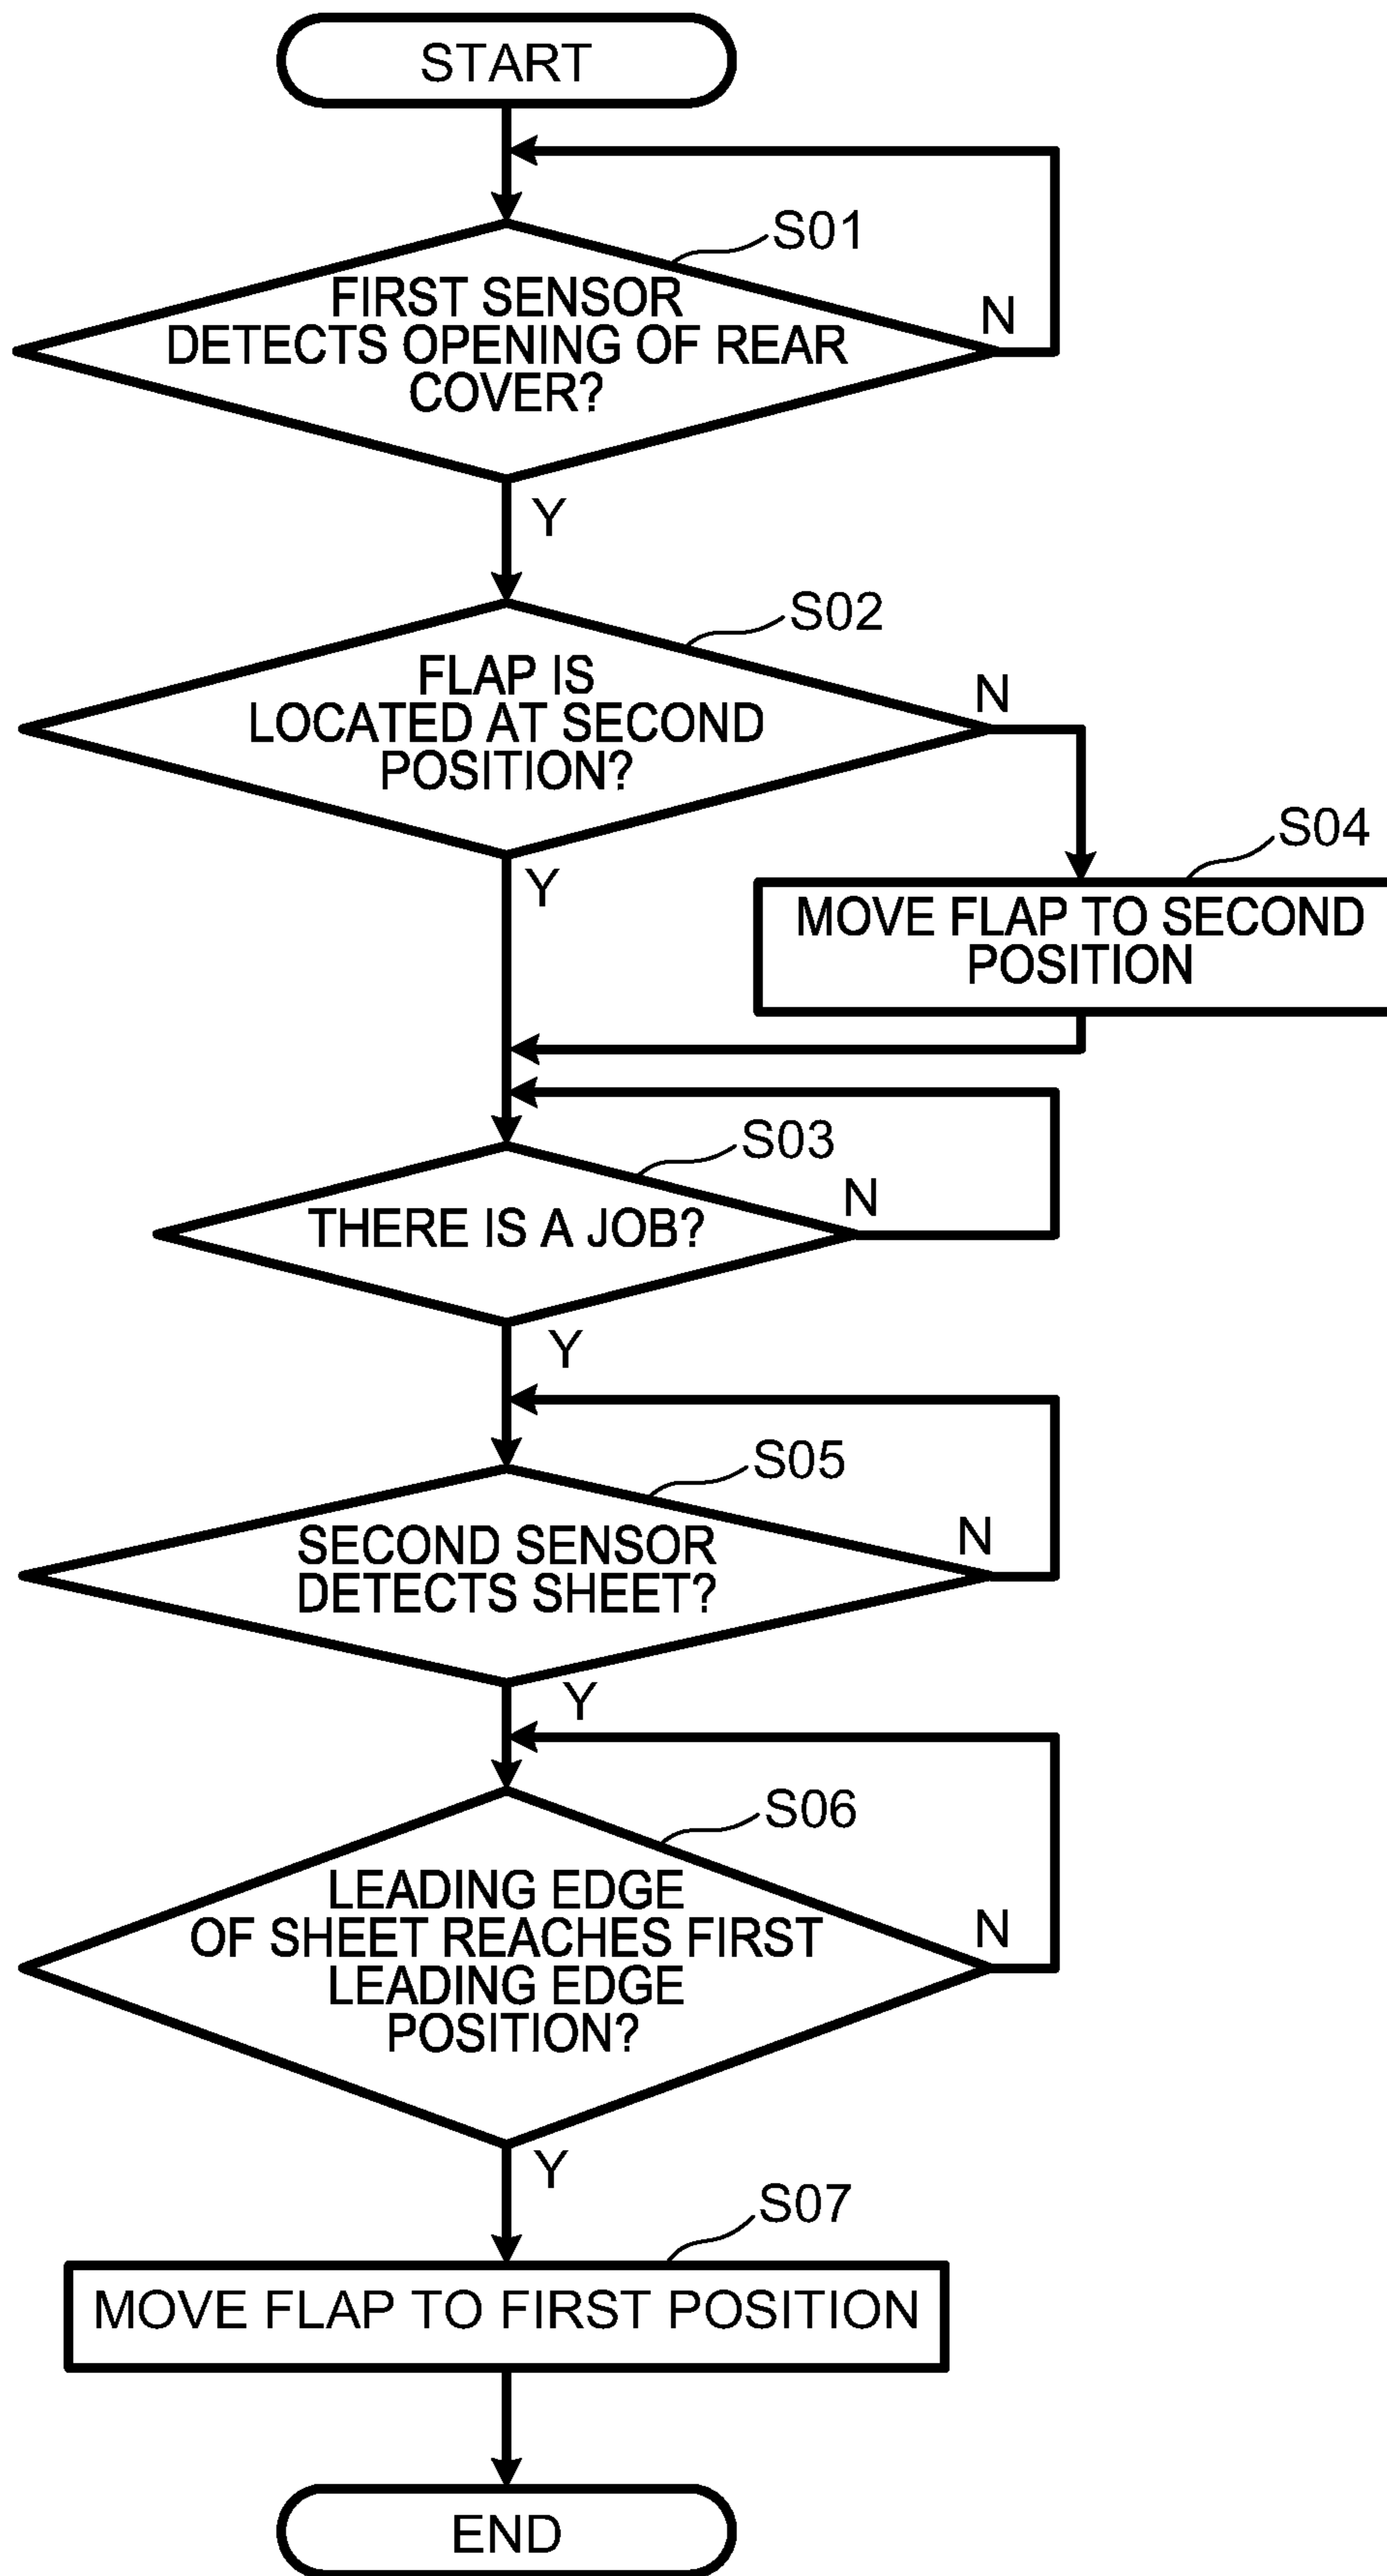 START
S01
FIRST SENSOR
DETECTS OPENING OF REAR
COVER?
N
Y
S02
FLAP IS
LOCATED AT SECOND
POSITION?
N
Y
S04
MOVE FLAP TO SECOND
POSITION
S03
THERE IS A JOB?
N
Y
S05
SECOND SENSOR
DETECTS SHEET?
N
Y
S06
LEADING EDGE
OF SHEET REACHES FIRST
LEADING EDGE
POSITION?
N
Y
S07
MOVE FLAP TO FIRST POSITION
END